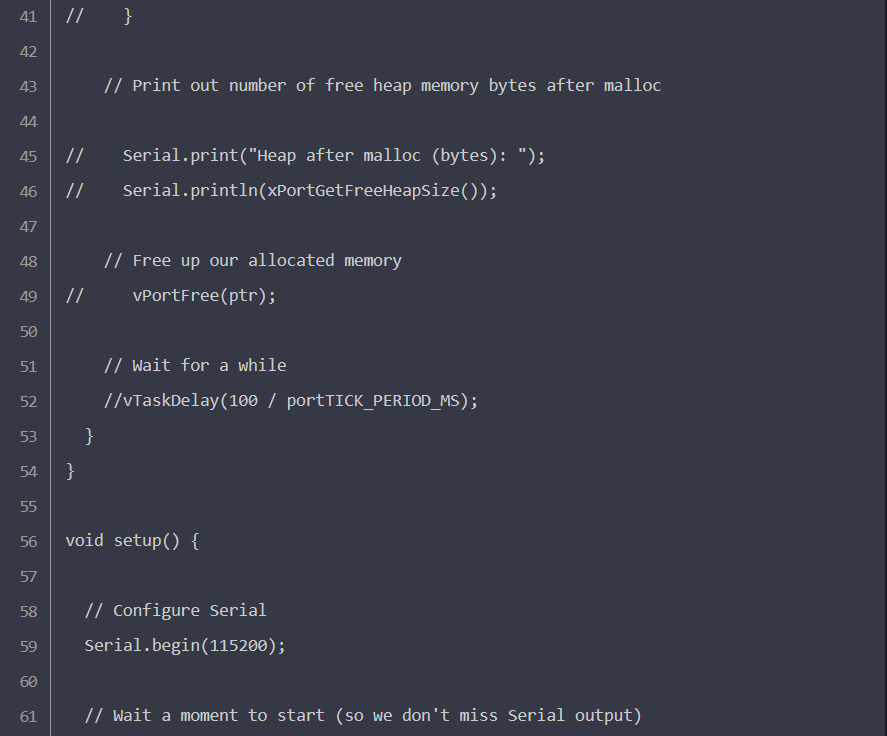 41 //    }
42
43     // Print out number of free heap memory bytes after malloc
44
45 //    Serial.print("Heap after malloc (bytes): ");
46 //    Serial.println(xPortGetFreeHeapSize());
47
48     // Free up our allocated memory
49 //     vPortFree(ptr);
50
51     // Wait for a while
52     //vTaskDelay(100 / portTICK_PERIOD_MS);
53   }
54 }
55
56 void setup() {
57
58   // Configure Serial
59   Serial.begin(115200);
60
61   // Wait a moment to start (so we don't miss Serial output)